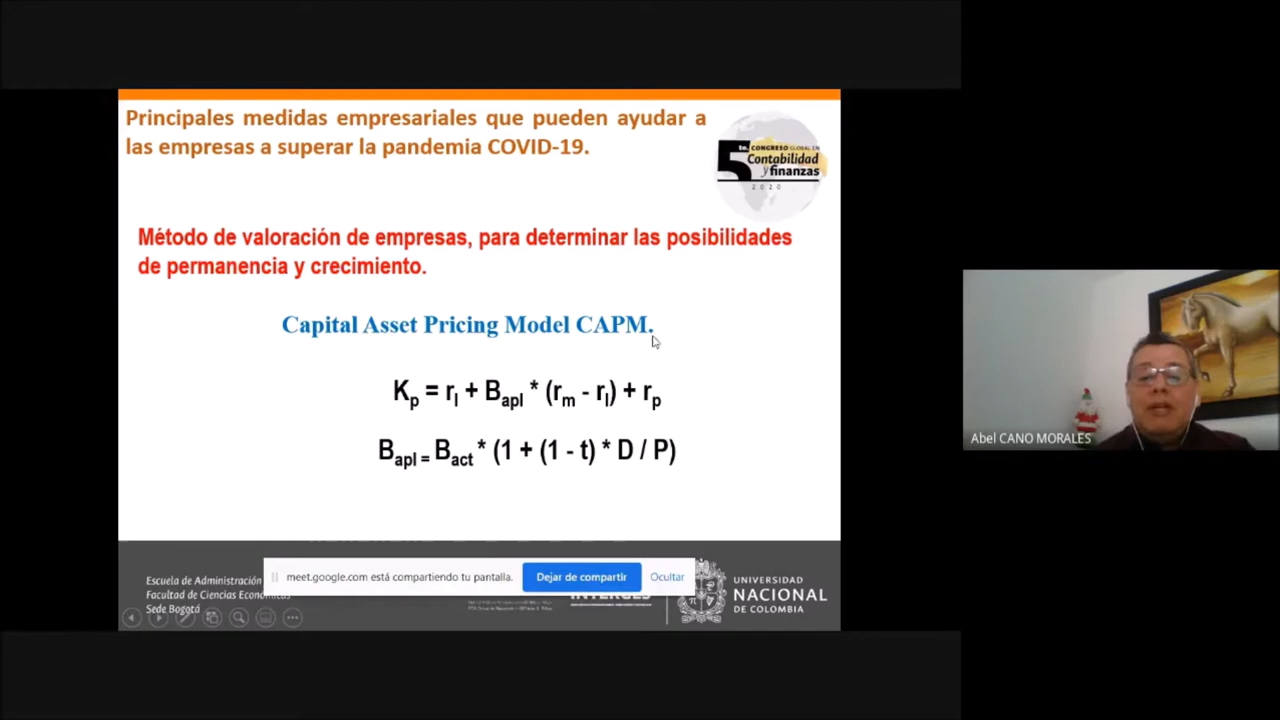 Principales medidas empresariales que pueden ayudar a
las empresas a superar la pandemia COVID-19.
5to. CONGRESO GLOBAL EN
Contabilidad
y finanzas
2020
Método de valoración de empresas, para determinar las posibilidades
de permanencia y crecimiento.
Capital Asset Pricing Model CAPM.
Kp = rl + Bapl * (rm - rl) + rp
Bapl = Bact * (1 + (1 - t) * D / P)
Abel CANO MORALES
Escuela de Administración
Facultad de Ciencias Económicas
Sede Bogotá
meet.google.com está compartiendo tu pantalla.
Dejar de compartir
Ocultar
INTERGES
UNIVERSIDAD
NACIONAL
DE COLOMBIA